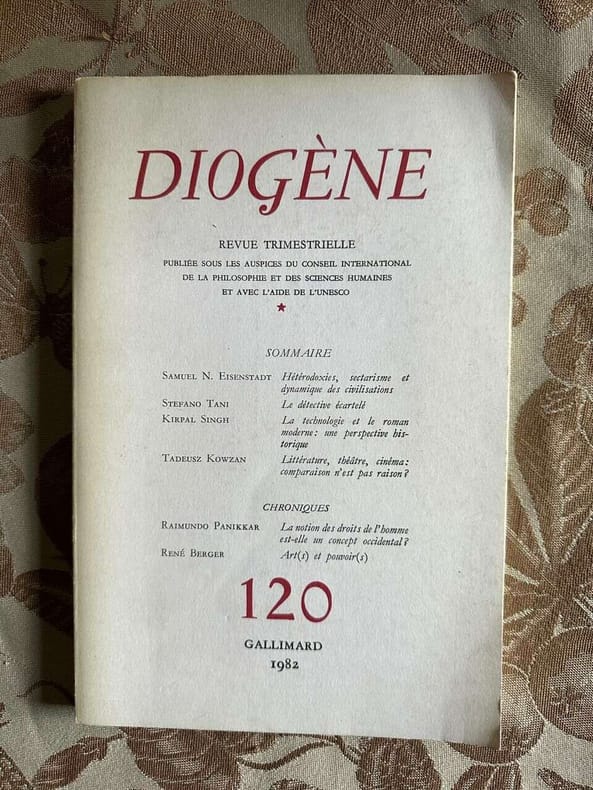 DIOGÈNE
REVUE TRIMESTRIELLE
PUBLIÉE SOUS LES AUSPICES DU CONSEIL INTERNATIONAL
DE LA PHILOSOPHIE ET DES SCIENCES HUMAINES
ET AVEC L'AIDE DE L'UNESCO
SOMMAIRE
SAMUEL N. EISENSTADT Hétérodoxies, sectarisme et
dynamique des civilisations
STEFANO TANI Le détective écartelé
KIRPAL SINGH La technologie et le roman
moderne : une perspective his-
torique
TADEUSZ KOWZAN Littérature, théâtre, cinéma :
comparaison n'est pas raison ?
CHRONIQUES
RAIMUNDO PANIKKAR La notion des droits de l'homme
est-elle un concept occidental ?
RENÉ BERGER Art(s) et pouvoir(s)
120
GALLIMARD
1982